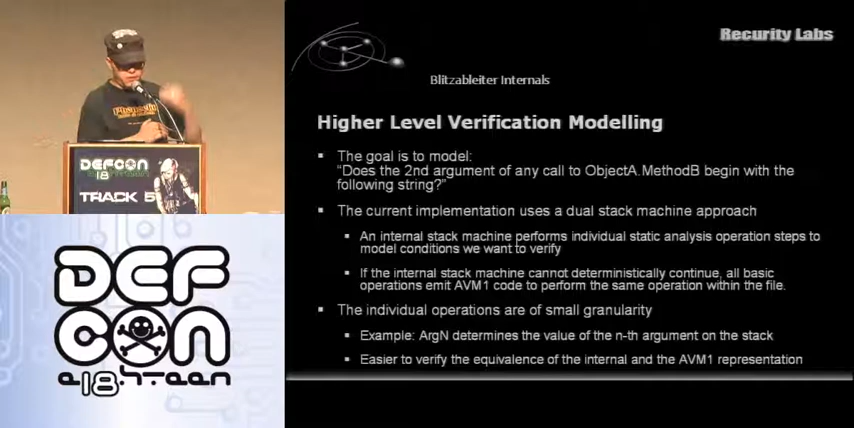 DEFCON
18
TRACK 5
DEF
CON
e18hteen
Recurity Labs
Blitzableiter Internals
Higher Level Verification Modelling
The goal is to model:
"Does the 2nd argument of any call to ObjectA.MethodB begin with the
following string?"
The current implementation uses a dual stack machine approach
An internal stack machine performs individual static analysis operation steps to
model conditions we want to verify
If the internal stack machine cannot deterministically continue, all basic
operations emit AVM1 code to perform the same operation within the file.
The individual operations are of small granularity
Example: ArgN determines the value of the n-th argument on the stack
Easier to verify the equivalence of the internal and the AVM1 representation